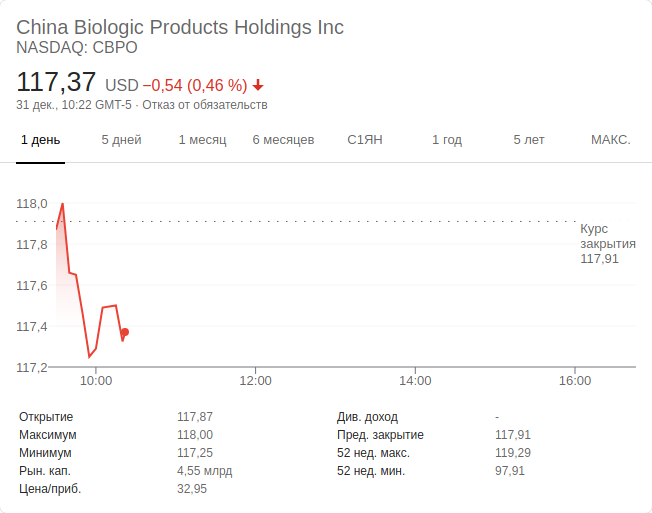 China Biologic Products Holdings Inc
NASDAQ: CBPO
117,37 USD −0,54 (0,46 %)
31 дек., 10:22 GMT-5 · Отказ от обязательств
1 день 5 дней 1 месяц 6 месяцев С1ЯН 1 год 5 лет МАКС.
118,0
117,8
117,6
117,4
117,2
Курс
закрытия
117,91
10:00 12:00 14:00 16:00
Открытие 117,87 Див. доход -
Максимум 118,00 Пред. закрытие 117,91
Минимум 117,25 52 нед. макс. 119,29
Рын. кап. 4,55 млрд 52 нед. мин. 97,91
Цена/приб. 32,95